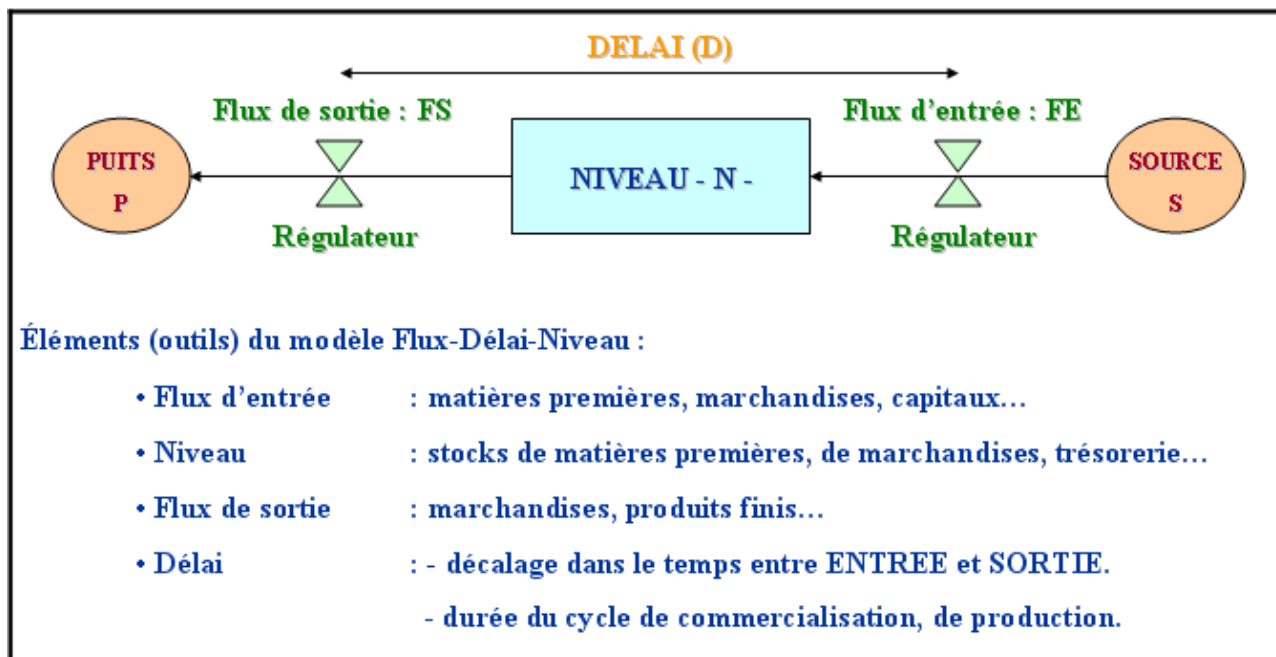 DELAI (D)
Flux de sortie : FS
Flux d'entrée : FE
PUITS
P
NIVEAU - N -
SOURCE
S
Régulateur
Régulateur
Éléments (outils) du modèle Flux-Délai-Niveau :
• Flux d'entrée : matières premières, marchandises, capitaux…
• Niveau : stocks de matières premières, de marchandises, trésorerie…
• Flux de sortie : marchandises, produits finis…
• Délai : - décalage dans le temps entre ENTREE et SORTIE.
- durée du cycle de commercialisation, de production.